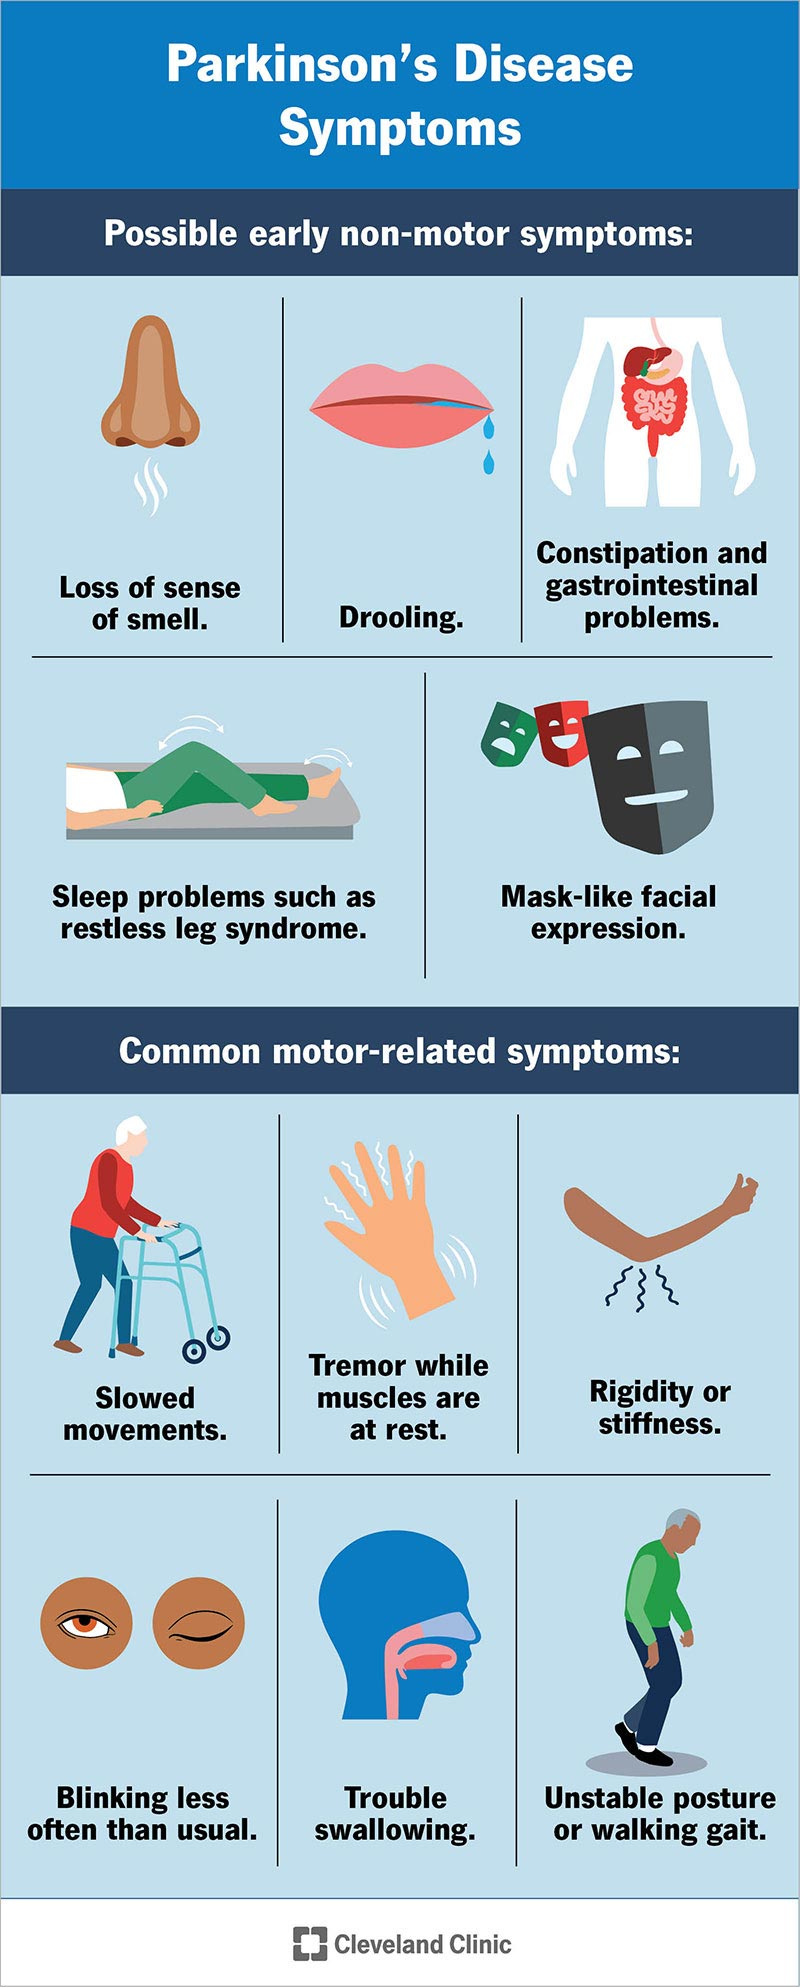 Parkinson's Disease
Symptoms
Possible early non-motor symptoms:
Loss of sense
of smell.
Drooling.
Constipation and
gastrointestinal
problems.
Sleep problems such as
restless leg syndrome.
Mask-like facial
expression.
Common motor-related symptoms:
Slowed
movements.
Tremor while
muscles are
at rest.
Rigidity or
stiffness.
Blinking less
often than usual.
Trouble
swallowing.
Unstable posture
or walking gait.
Cleveland Clinic